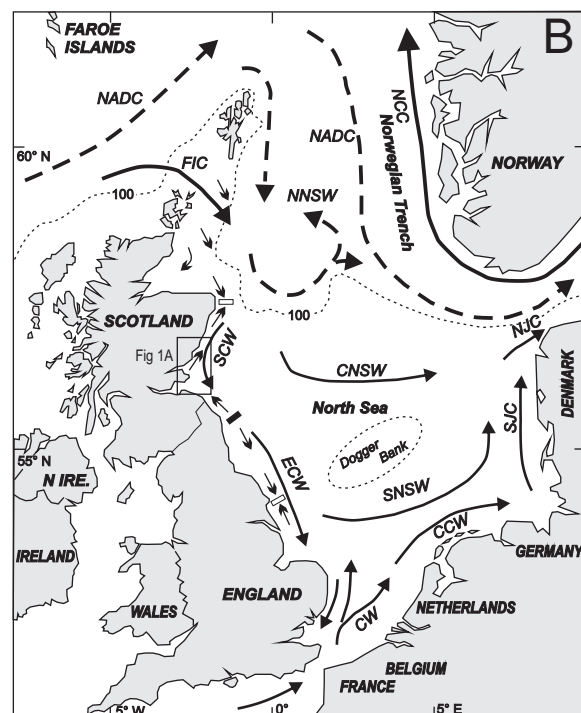 B
FAROE
ISLANDS
NADC
NCC
60° N
FIC
NADC
Norwegian Trench
NORWAY
100
NNSW
100
SCOTLAND
SCW
NJC
Fig 1A
CNSW
DENMARK
North Sea
SJC
Dogger
Bank
55° N
N IRE.
ECW
SNSW
CCW
IRELAND
GERMANY
ENGLAND
WALES
CW
NETHERLANDS
BELGIUM
FRANCE
5° W
0°
5° E